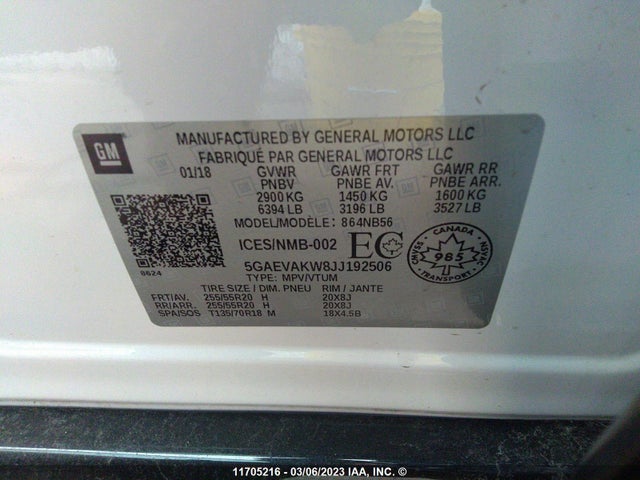 GM
MANUFACTURED BY GENERAL MOTORS LLC
FABRIQUÉ PAR GENERAL MOTORS LLC
01/18 GVWR GAWR FRT GAWR RR
PNBV PNBE AV. PNBE ARR.
2900 KG 1450 KG 1600 KG
6394 LB 3196 LB 3527 LB
MODEL/MODÈLE: 864NB56
ICES/NMB-002 EC
CANADA
CMVSS 985 NSVAC
TRANSPORT
8624
5GAEVAKW8JJ192506
TYPE: MPV/VTUM
TIRE SIZE / DIM. PNEU RIM / JANTE
FRT/AV. 255/55R20 H 20X8J
RR/ARR. 255/55R20 H 20X8J
SPA/SOS T135/70R18 M 18X4.5B
11705216 - 03/06/2023 IAA, INC. ©